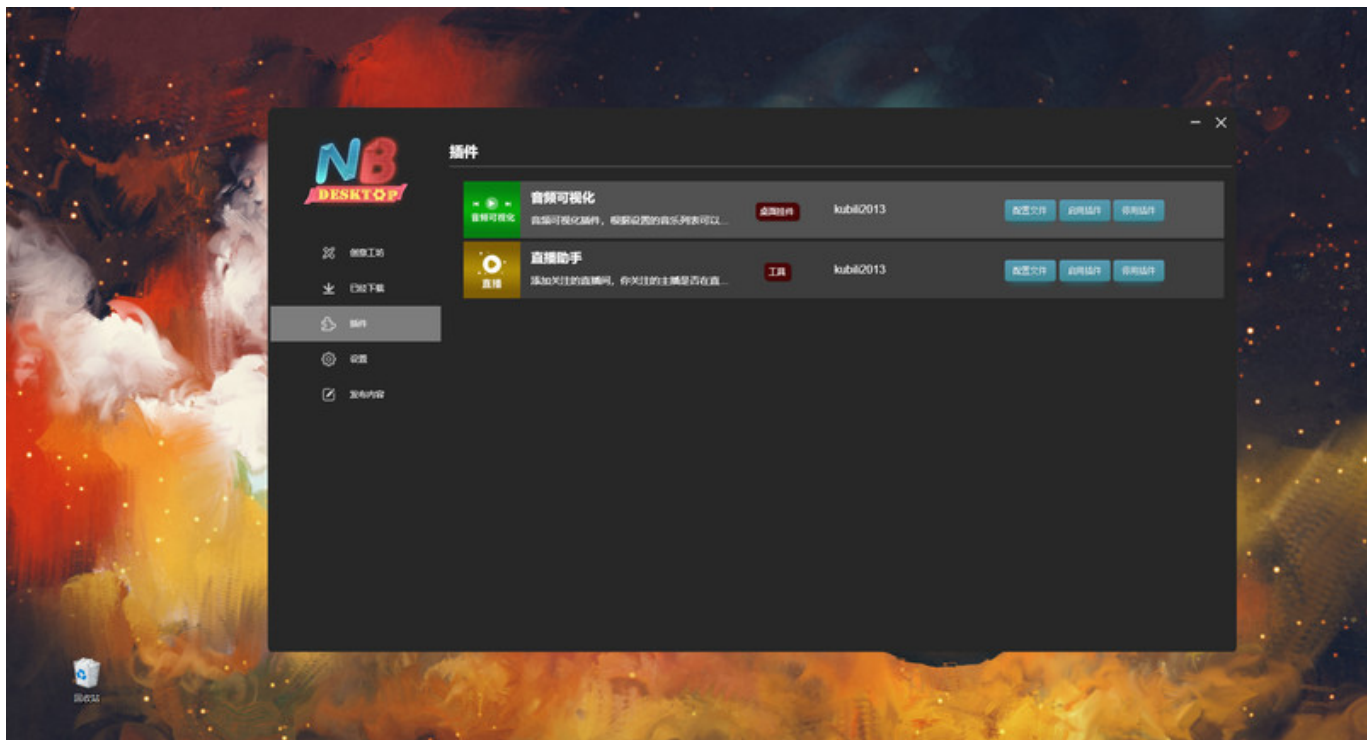 NB
DESKTOP
插件
音频可视化
音频可视化
音频可视化插件，根据设置的音乐列表可以...
桌面挂件
kubili2013
配置文件
启用插件
停用插件
直播
直播助手
添加关注的直播间，你关注的主播是否在直...
工具
kubili2013
配置文件
启用插件
停用插件
创意工坊
已经下载
插件
设置
发布内容
回收站